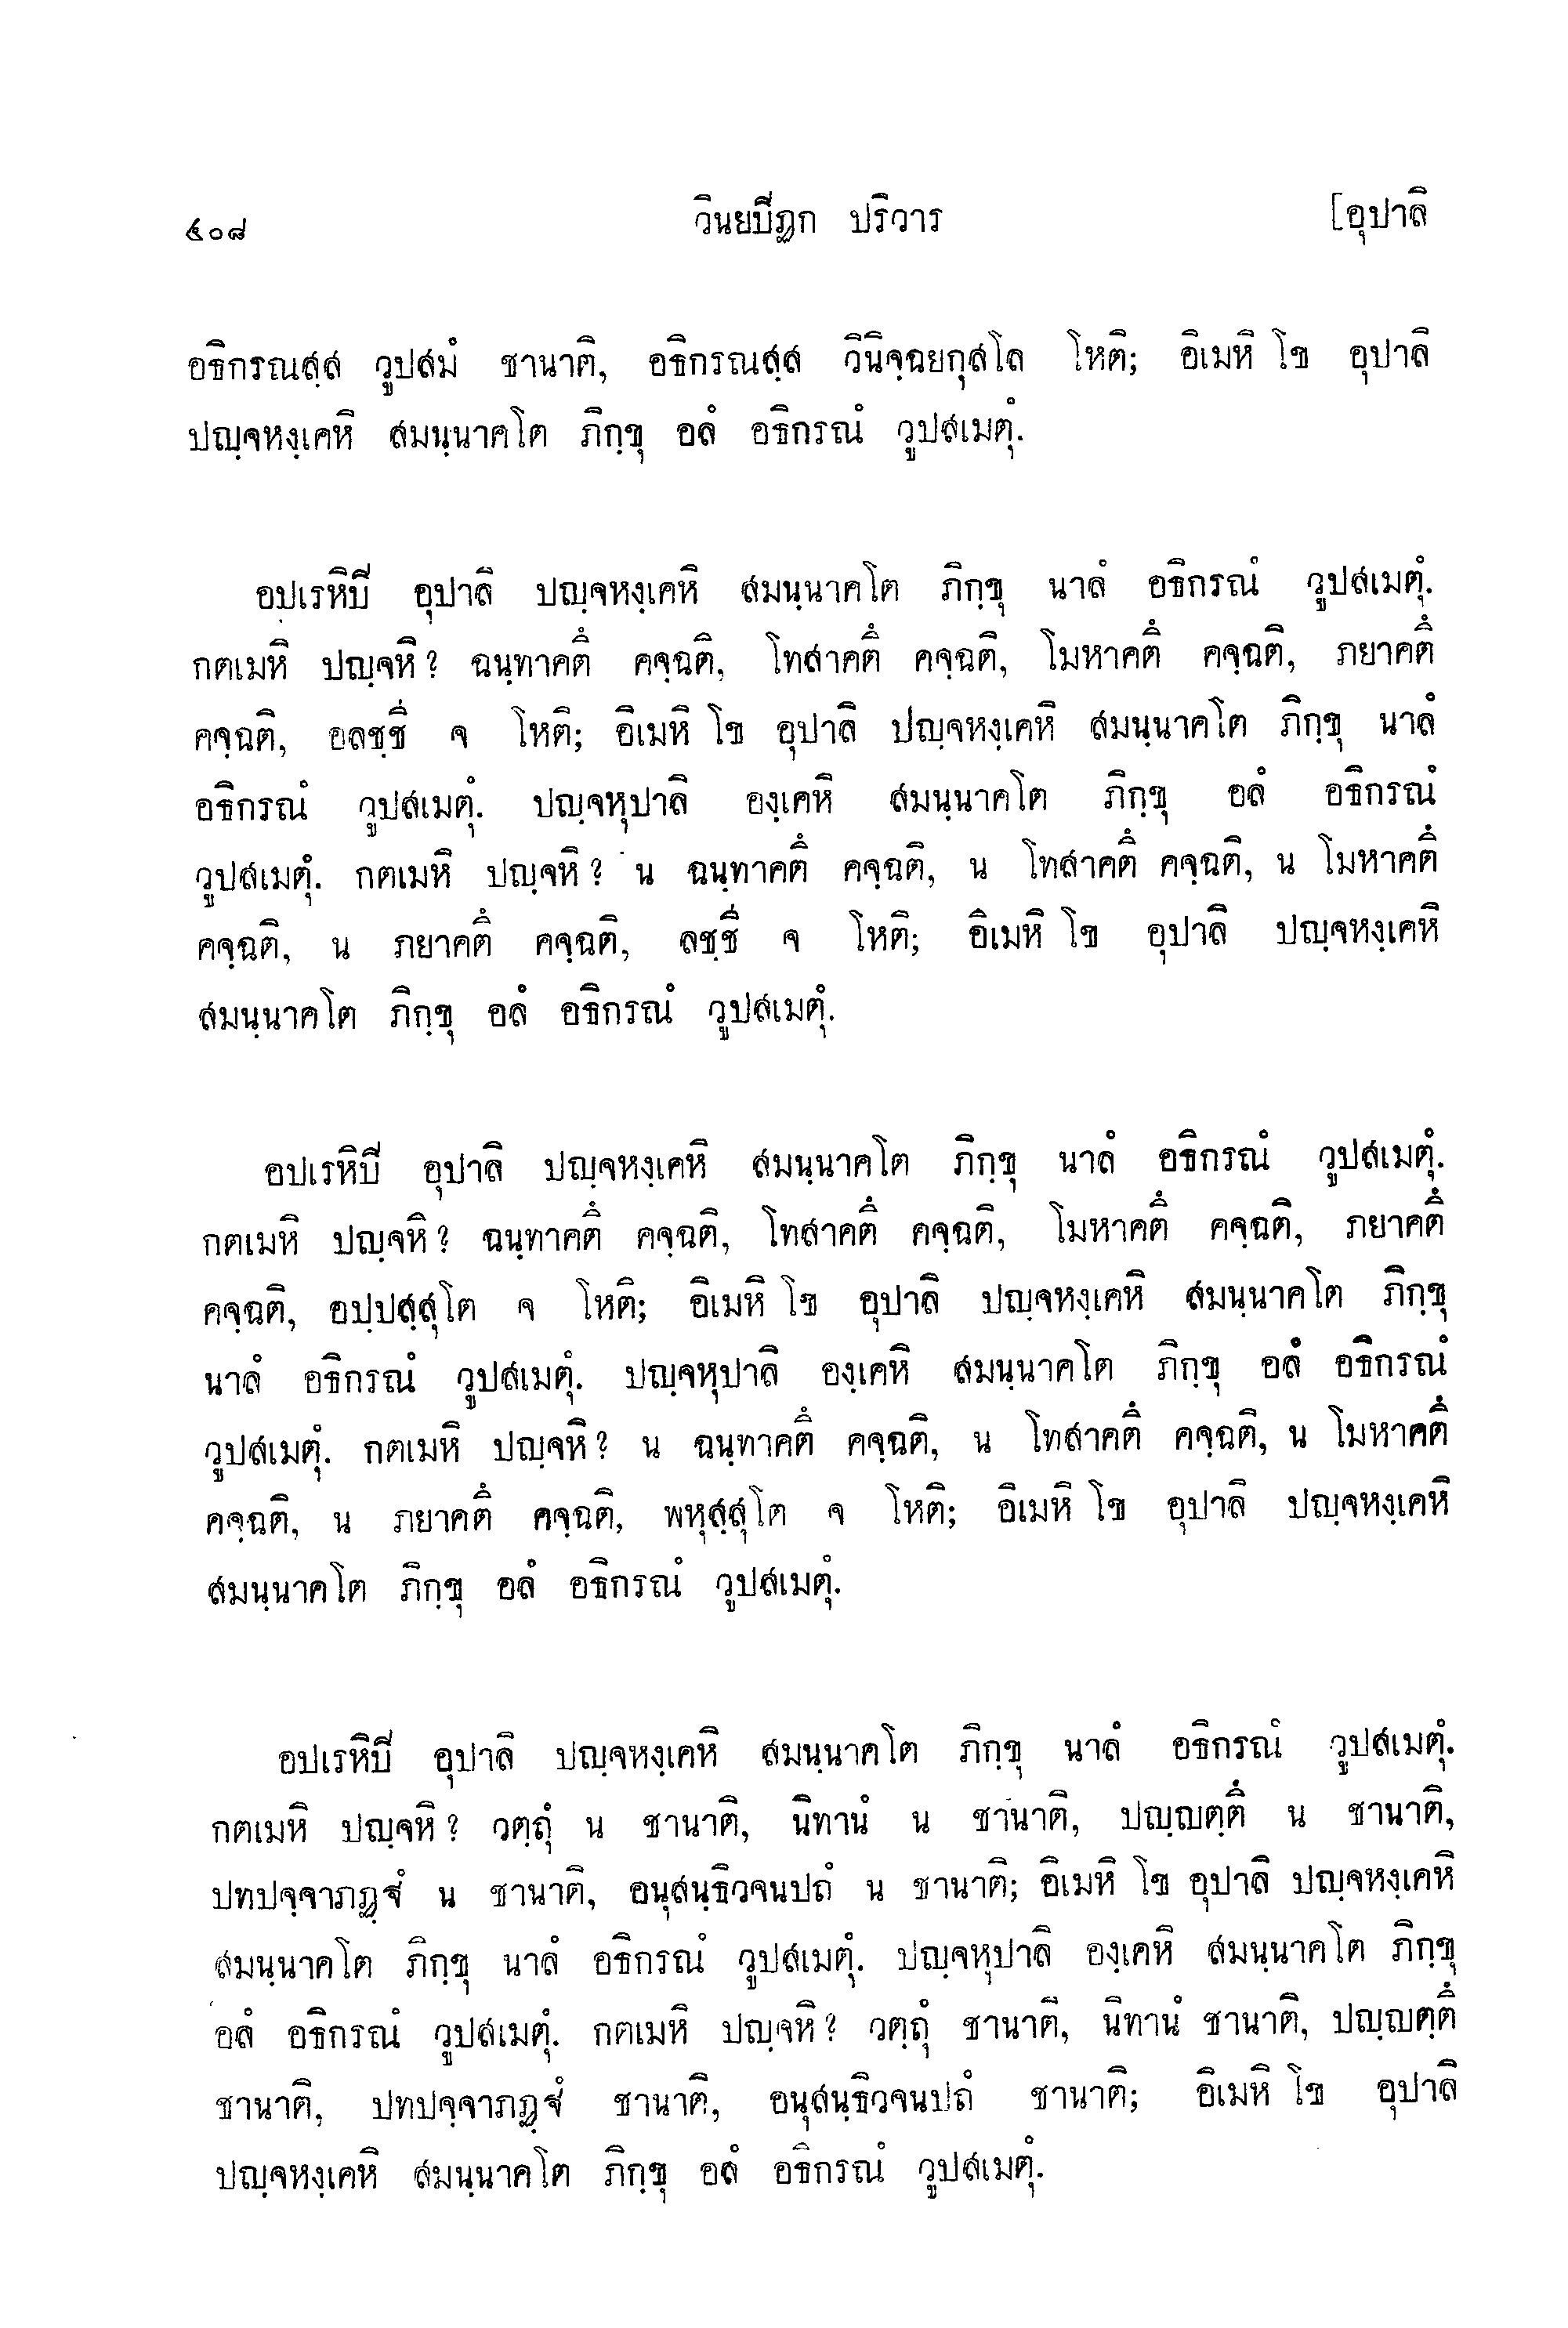 ๕๐๘ วินยปิฏก ปริวาร [อุปาลิ
อธิกรณสฺส วูปสมํ ชานาติ, อธิกรณสฺส วินิจฺฉยกุสโล โหติ; อิเมหิ โข อุปาลิ
ปญฺจหงฺเคหิ สมนฺนาคโต ภิกฺขุ อลํ อธิกรณํ วูปสเมตุํ.
อปเรหิปิ อุปาลิ ปญฺจหงฺเคหิ สมนฺนาคโต ภิกฺขุ นาลํ อธิกรณํ วูปสเมตุํ.
กตเมหิ ปญฺจหิ? ฉนฺทาคตึ คจฺฉติ, โทสาคตึ คจฺฉติ, โมหาคตึ คจฺฉติ, ภยาคตึ
คจฺฉติ, อลชฺชี จ โหติ; อิเมหิ โข อุปาลิ ปญฺจหงฺเคหิ สมนฺนาคโต ภิกฺขุ นาลํ
อธิกรณํ วูปสเมตุํ. ปญฺจหุปาลิ องฺเคหิ สมนฺนาคโต ภิกฺขุ อลํ อธิกรณํ
วูปสเมตุํ. กตเมหิ ปญฺจหิ? น ฉนฺทาคตึ คจฺฉติ, น โทสาคตึ คจฺฉติ, น โมหาคตึ
คจฺฉติ, น ภยาคตึ คจฺฉติ, ลชฺชี จ โหติ; อิเมหิ โข อุปาลิ ปญฺจหงฺเคหิ
สมนฺนาคโต ภิกฺขุ อลํ อธิกรณํ วูปสเมตุํ.
อปเรหิปิ อุปาลิ ปญฺจหงฺเคหิ สมนฺนาคโต ภิกฺขุ นาลํ อธิกรณํ วูปสเมตุํ.
กตเมหิ ปญฺจหิ? ฉนฺทาคตึ คจฺฉติ, โทสาคตึ คจฺฉติ, โมหาคตึ คจฺฉติ, ภยาคตึ
คจฺฉติ, อปฺปสฺสุโต จ โหติ; อิเมหิ โข อุปาลิ ปญฺจหงฺเคหิ สมนฺนาคโต ภิกฺขุ
นาลํ อธิกรณํ วูปสเมตุํ. ปญฺจหุปาลิ องฺเคหิ สมนฺนาคโต ภิกฺขุ อลํ อธิกรณํ
วูปสเมตุํ. กตเมหิ ปญฺจหิ? น ฉนฺทาคตึ คจฺฉติ, น โทสาคตึ คจฺฉติ, น โมหาคตึ
คจฺฉติ, น ภยาคตึ คจฺฉติ, พหุสฺสุโต จ โหติ; อิเมหิ โข อุปาลิ ปญฺจหงฺเคหิ
สมนฺนาคโต ภิกฺขุ อลํ อธิกรณํ วูปสเมตุํ.
อปเรหิปิ อุปาลิ ปญฺจหงฺเคหิ สมนฺนาคโต ภิกฺขุ นาลํ อธิกรณํ วูปสเมตุํ.
กตเมหิ ปญฺจหิ? วตฺถุํ น ชานาติ, นิทานํ น ชานาติ, ปญฺญตฺตึ น ชานาติ,
ปทปจฺจาภฏฺฐํ น ชานาติ, อนุสนฺธิวจนปถํ น ชานาติ; อิเมหิ โข อุปาลิ ปญฺจหงฺเคหิ
สมนฺนาคโต ภิกฺขุ นาลํ อธิกรณํ วูปสเมตุํ. ปญฺจหุปาลิ องฺเคหิ สมนฺนาคโต ภิกฺขุ
อลํ อธิกรณํ วูปสเมตุํ. กตเมหิ ปญฺจหิ? วตฺถุํ ชานาติ, นิทานํ ชานาติ, ปญฺญตฺตึ
ชานาติ, ปทปจฺจาภฏฺฐํ ชานาติ, อนุสนฺธิวจนปถํ ชานาติ; อิเมหิ โข อุปาลิ
ปญฺจหงฺเคหิ สมนฺนาคโต ภิกฺขุ อลํ อธิกรณํ วูปสเมตุํ.